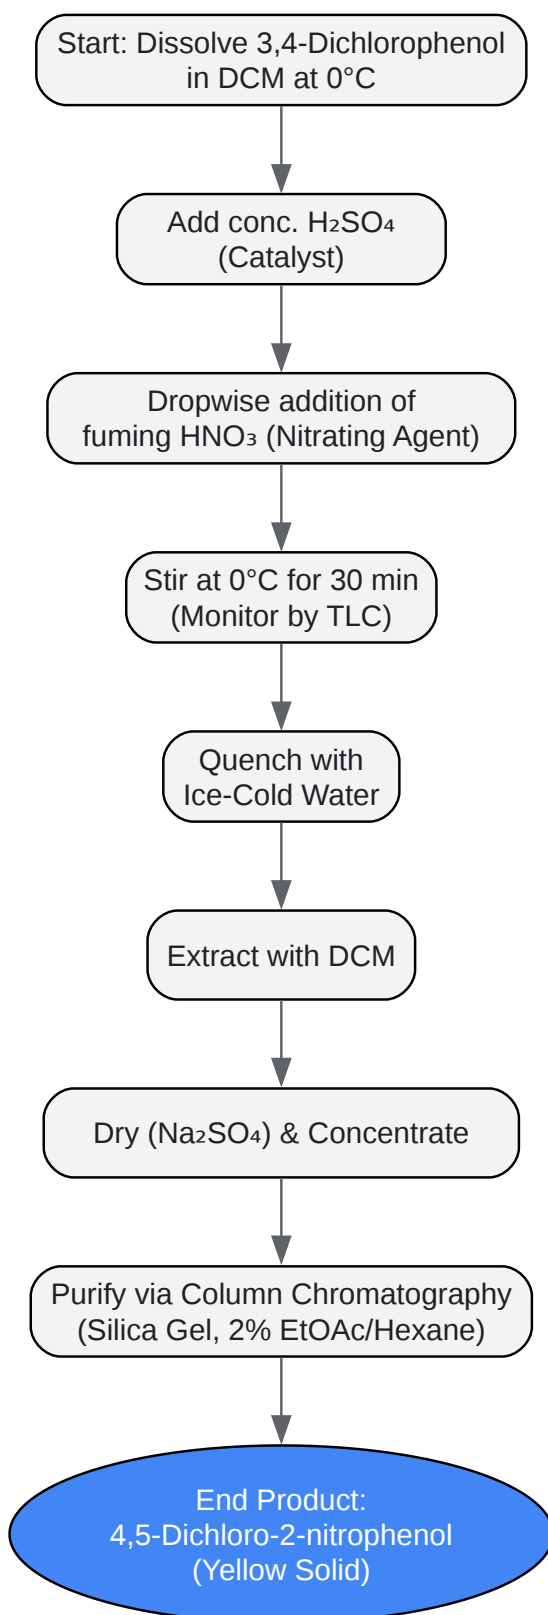 Start: Dissolve 3,4-Dichlorophenol
in DCM at 0°C
Add conc. H₂SO₄
(Catalyst)
Dropwise addition of
fuming HNO₃ (Nitrating Agent)
Stir at 0°C for 30 min
(Monitor by TLC)
Quench with
Ice-Cold Water
Extract with DCM
Dry (Na₂SO₄) & Concentrate
Purify via Column Chromatography
(Silica Gel, 2% EtOAc/Hexane)
End Product:
4,5-Dichloro-2-nitrophenol
(Yellow Solid)